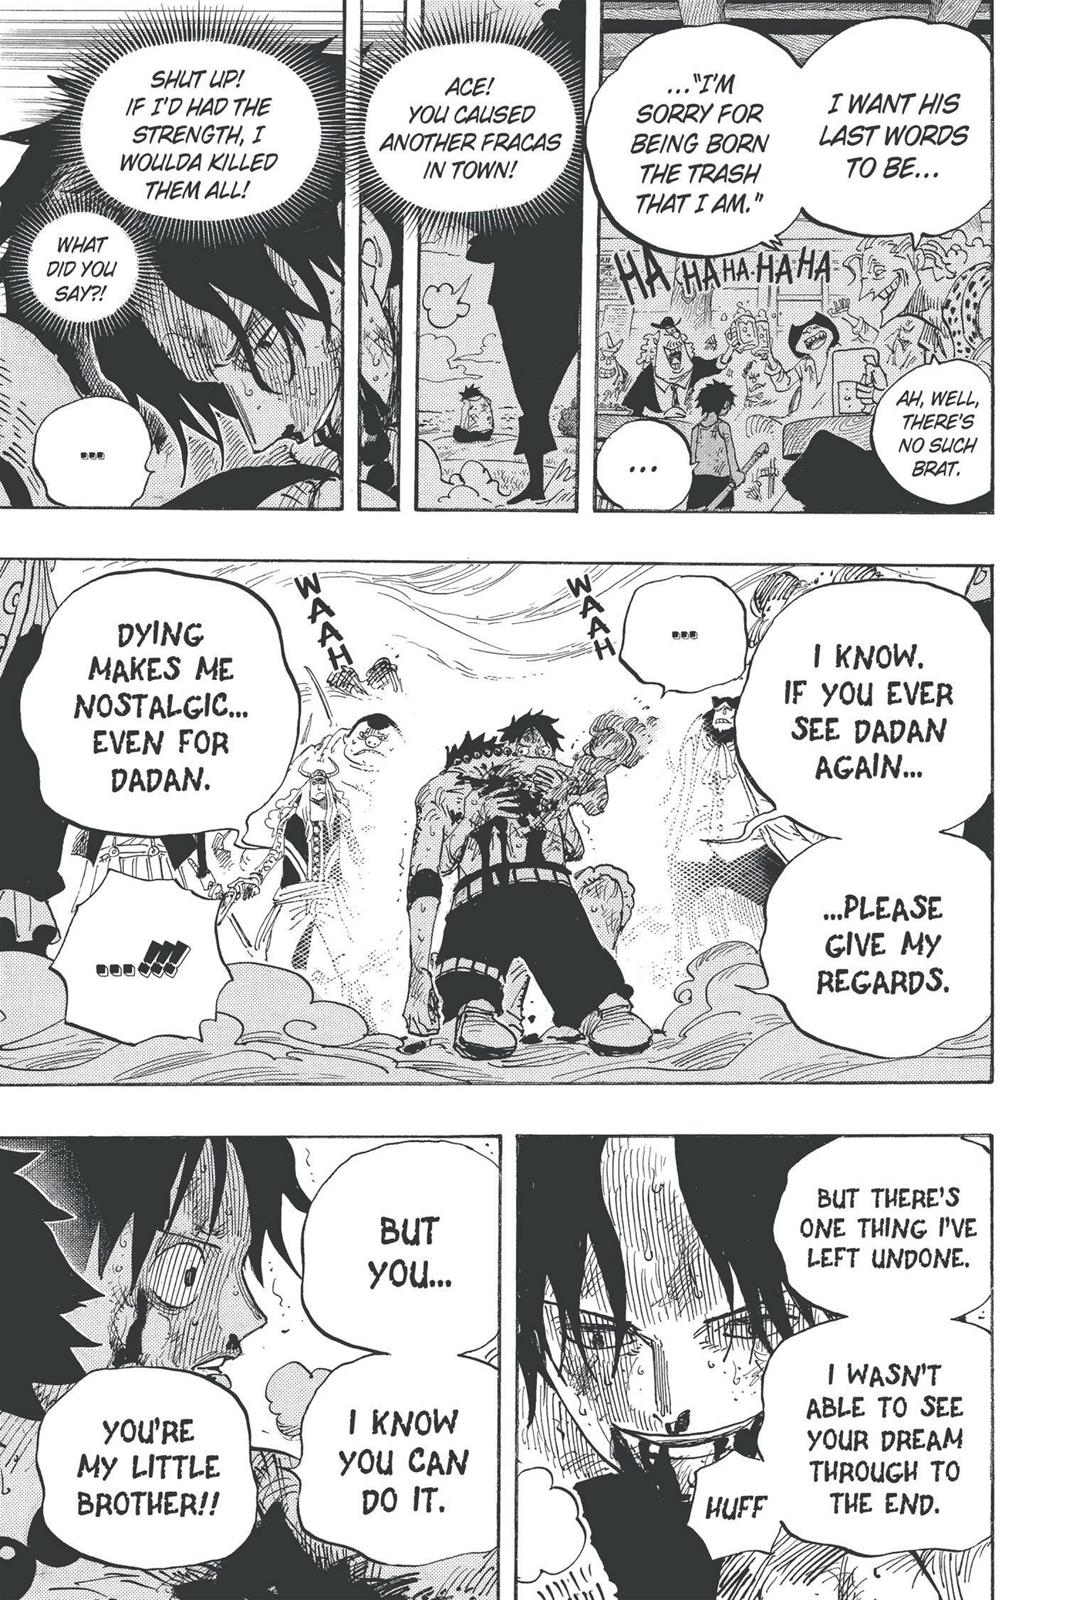 I WANT HIS
LAST WORDS
TO BE...
..."I'M
SORRY FOR
BEING BORN
THE TRASH
THAT I AM."
HA HA HA·HA·HA
AH, WELL,
THERE'S
NO SUCH
BRAT.
...
ACE!
YOU CAUSED
ANOTHER FRACAS
IN TOWN!
SHUT UP!
IF I'D HAD THE
STRENGTH, I
WOULDA KILLED
THEM ALL!
WHAT
DID YOU
SAY?!
...
I KNOW.
IF YOU EVER
SEE DADAN
AGAIN...
...PLEASE
GIVE MY
REGARDS.
...
WAAH
WAAAH
DYING
MAKES ME
NOSTALGIC...
EVEN FOR
DADAN.
...!!!
BUT THERE'S
ONE THING I'VE
LEFT UNDONE.
I WASN'T
ABLE TO SEE
YOUR DREAM
THROUGH TO
THE END.
HUFF
BUT
YOU...
I KNOW
YOU CAN
DO IT.
YOU'RE
MY LITTLE
BROTHER!!